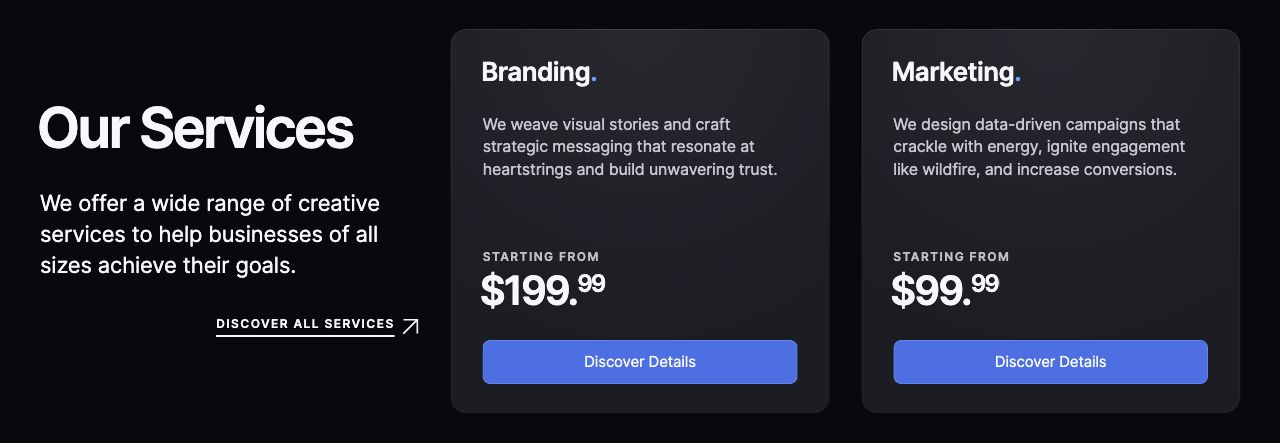 Our Services
We offer a wide range of creative
services to help businesses of all
sizes achieve their goals.
DISCOVER ALL SERVICES
Branding.
We weave visual stories and craft
strategic messaging that resonate at
heartstrings and build unwavering trust.
STARTING FROM
$199.99
Discover Details
Marketing.
We design data-driven campaigns that
crackle with energy, ignite engagement
like wildfire, and increase conversions.
STARTING FROM
$99.99
Discover Details